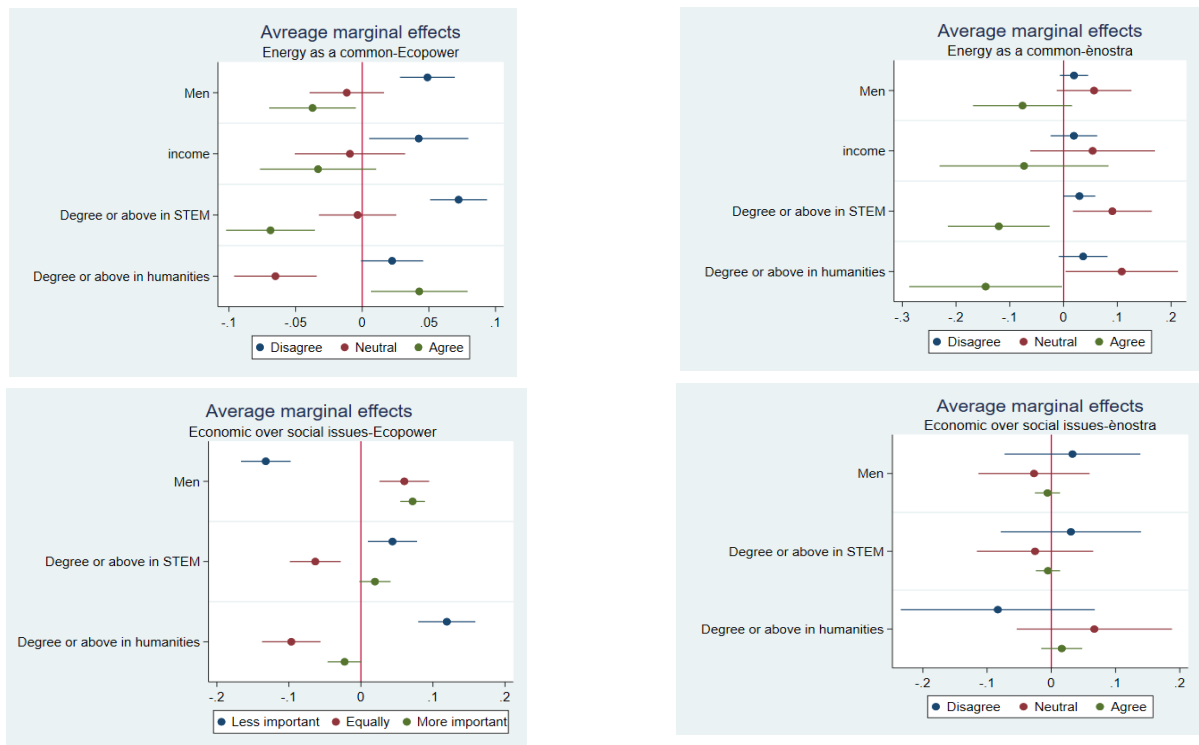 Avreage marginal effects
Energy as a common-Ecopower
Men
income
Degree or above in STEM
Degree or above in humanities
-.1 -.05 0 .05 .1
Disagree Neutral Agree
Average marginal effects
Energy as a common-ènostra
Men
income
Degree or above in STEM
Degree or above in humanities
-.3 -.2 -.1 0 .1 .2
Disagree Neutral Agree
Average marginal effects
Economic over social issues-Ecopower
Men
Degree or above in STEM
Degree or above in humanities
-.2 -.1 0 .1 .2
Less important Equally More important
Average marginal effects
Economic over social issues-ènostra
Men
Degree or above in STEM
Degree or above in humanities
-.2 -.1 0 .1 .2
Disagree Neutral Agree